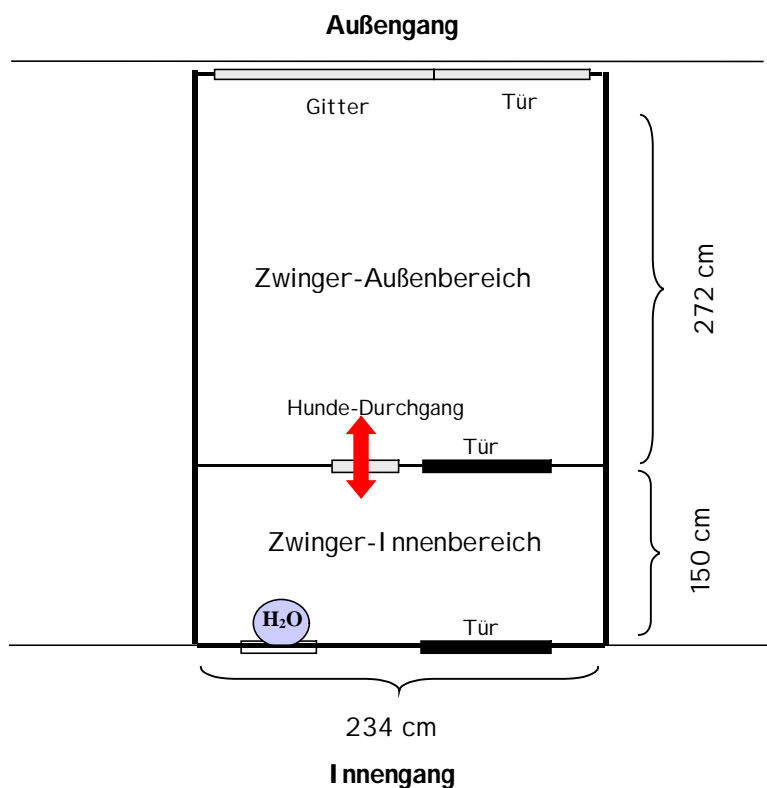 Außengang
Gitter
Tür
272 cm
Zwinger-Außenbereich
Hunde-Durchgang
Tür
Zwinger-Innenbereich
150 cm
H₂O
Tür
234 cm
Innengang